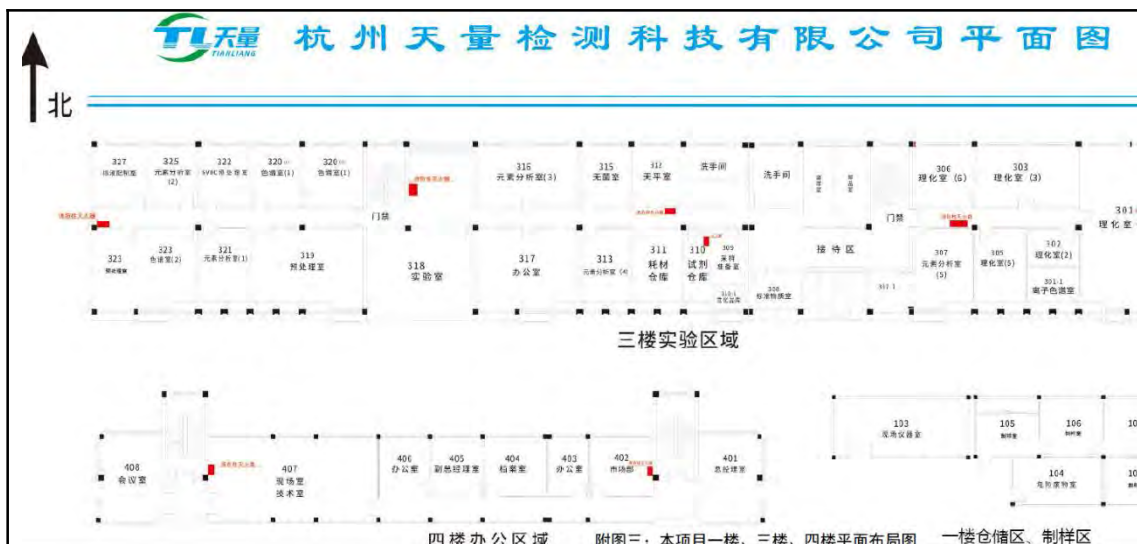 TL天量
TIANLIANG
杭州天量检测科技有限公司平面图
北
327
325
元素分析室
(2)
322
320
色谱室(1)
320
色谱室(1)
316
元素分析室(3)
315
无菌室
312
天平室
洗手间
洗手间
306
理化室 (6)
303
理化室 (3)
301
理化室
门禁
门禁
323
323
色谱室(2)
321
元素分析室(1)
319
预处理室
318
实验室
317
办公室
313
元素分析室 (4)
311
耗材
仓库
310
试剂
仓库
309
采样
准备室
310-1
308
标准物质室
接待区
307
元素分析室
(5)
305
理化室(5)
302
理化室(2)
301-1
离子色谱室
三楼实验区域
408
会议室
407
现场室
技术室
406
办公室
405
副总经理室
404
档案室
403
办公室
402
市场部
401
总经理室
103
现场仪器室
105
制样室
106
104
危险废物室
四楼办公区域
附图三:本项目一楼、三楼、四楼平面布局图
一楼仓储区、制样区